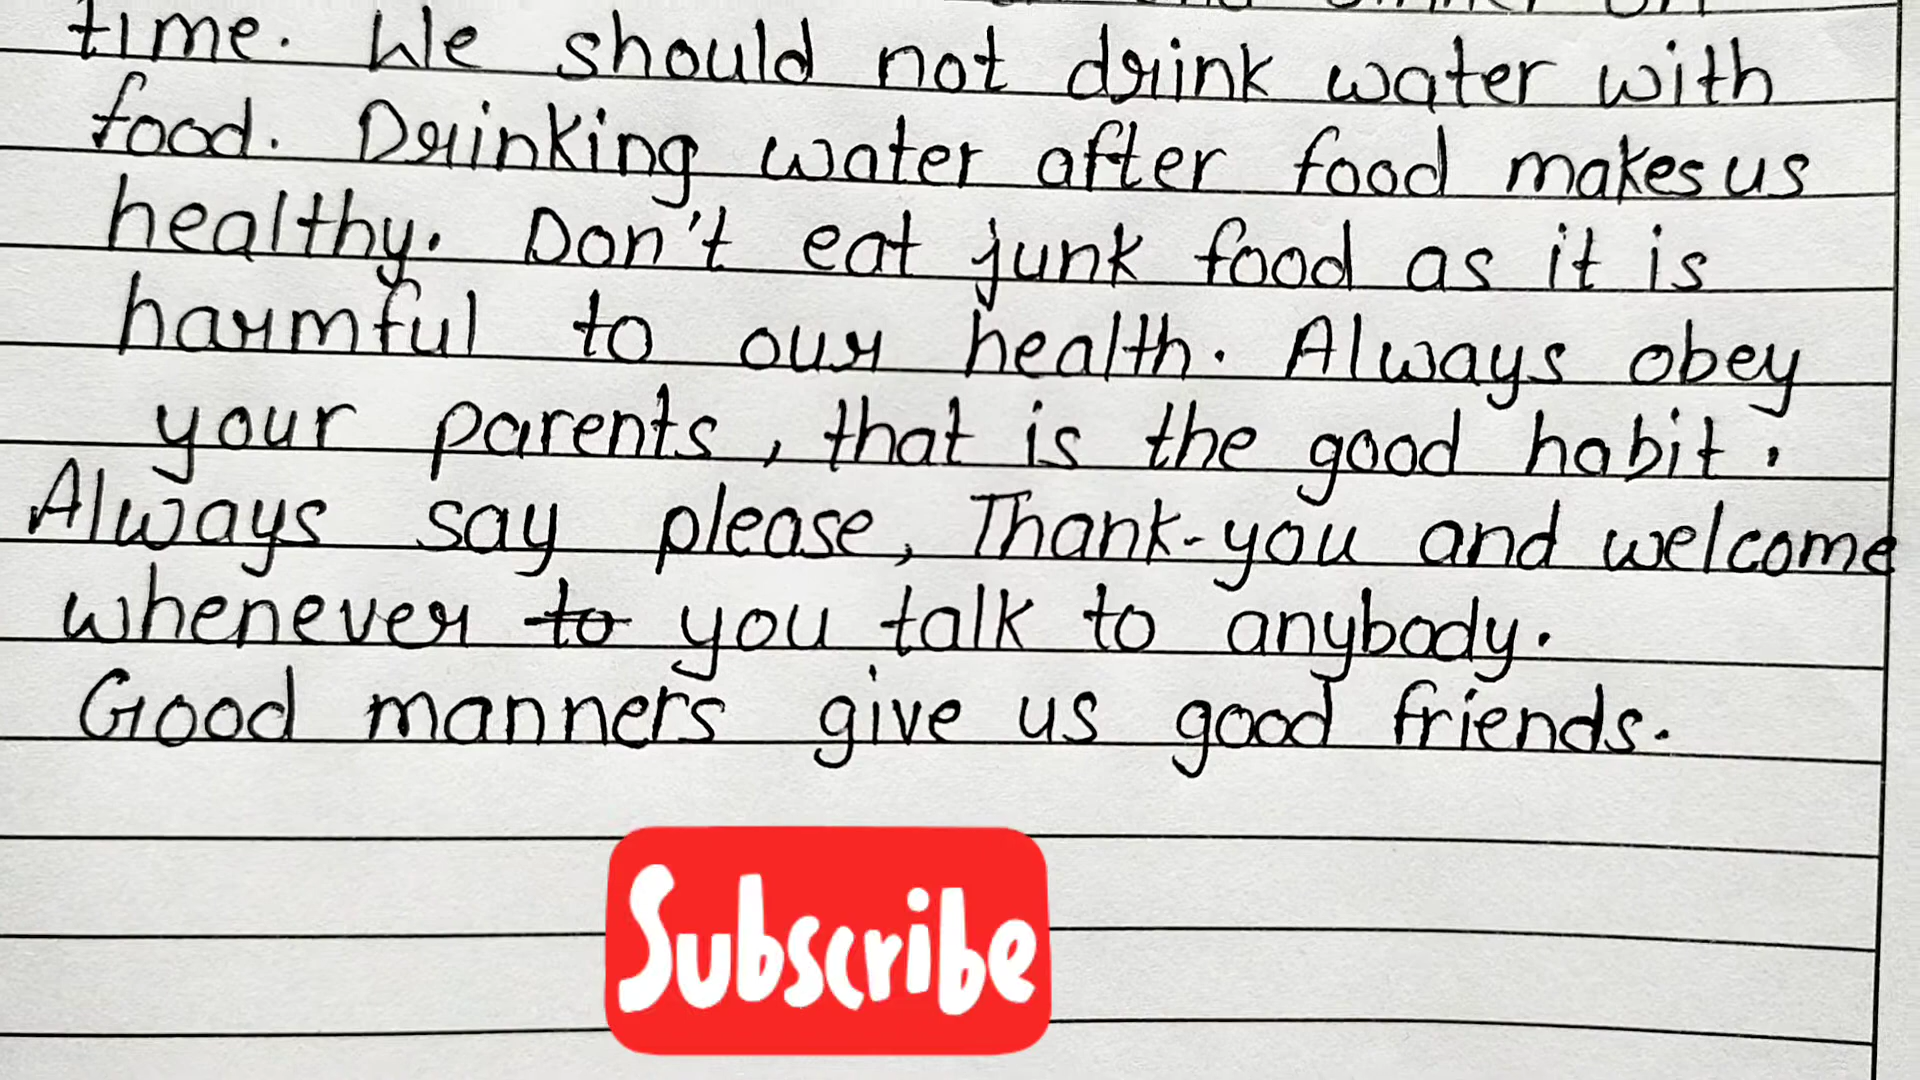 time. We should not drink water with
food. Drinking water after food makes us
healthy. Don't eat junk food as it is
harmful to our health. Always obey
your parents, that is the good habit.
Always say please, Thank-you and welcome
whenever to you talk to anybody.
Good manners give us good friends.
Subscribe